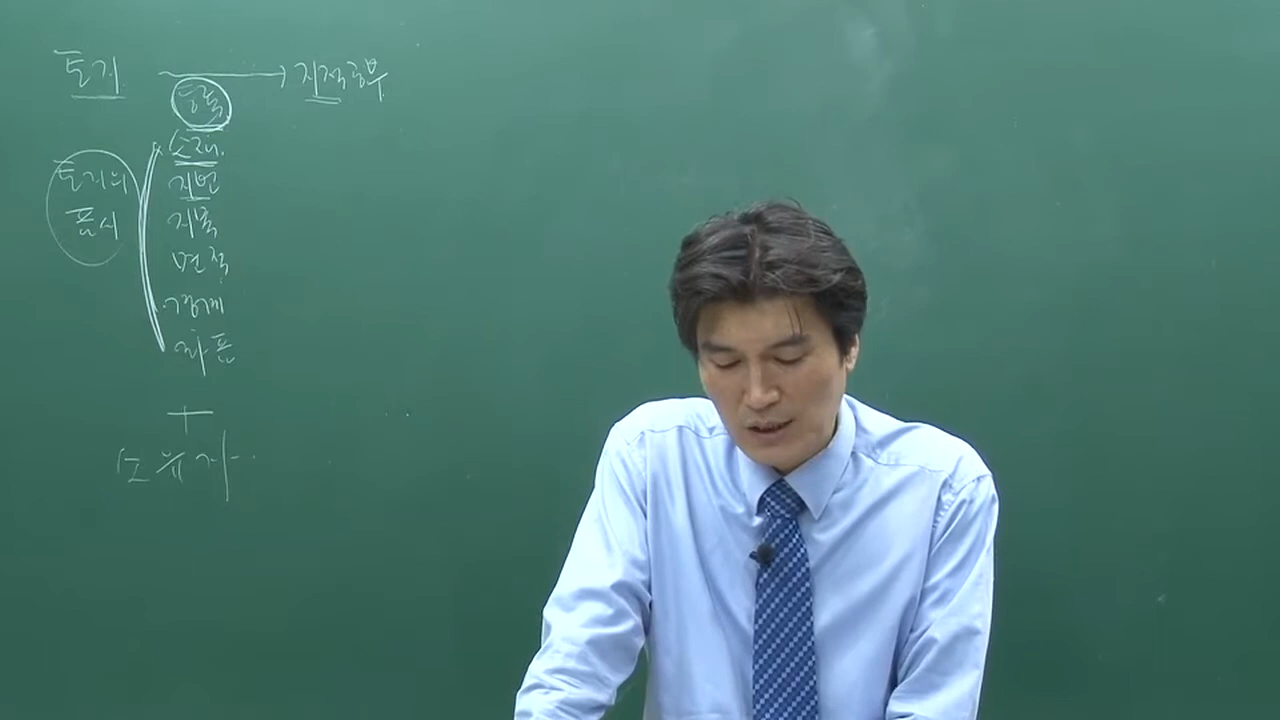 토지 → 지적공부
등록
소재
지번
토지의
표시
지목
면적
경계
좌표
+
소유자